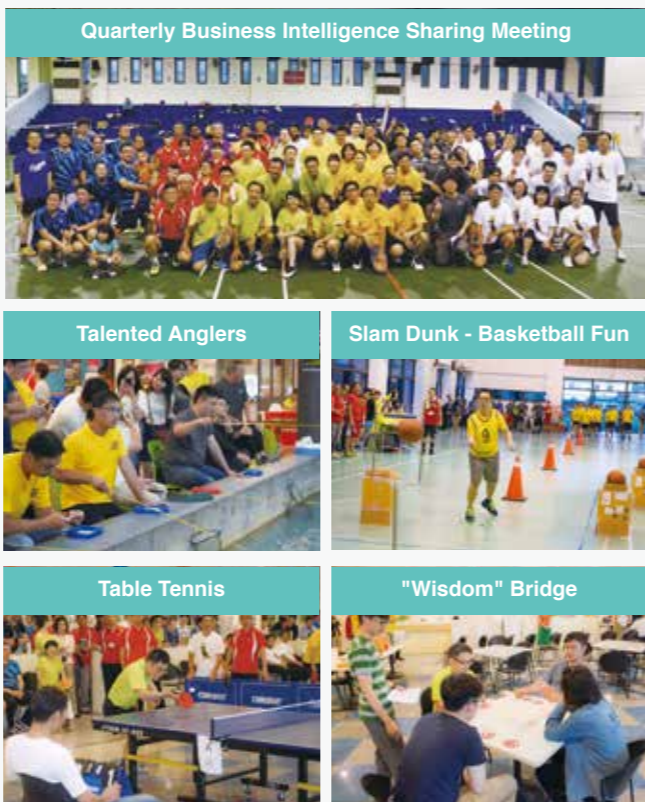 Quarterly Business Intelligence Sharing Meeting
Talented Anglers
Slam Dunk - Basketball Fun
Table Tennis
"Wisdom" Bridge